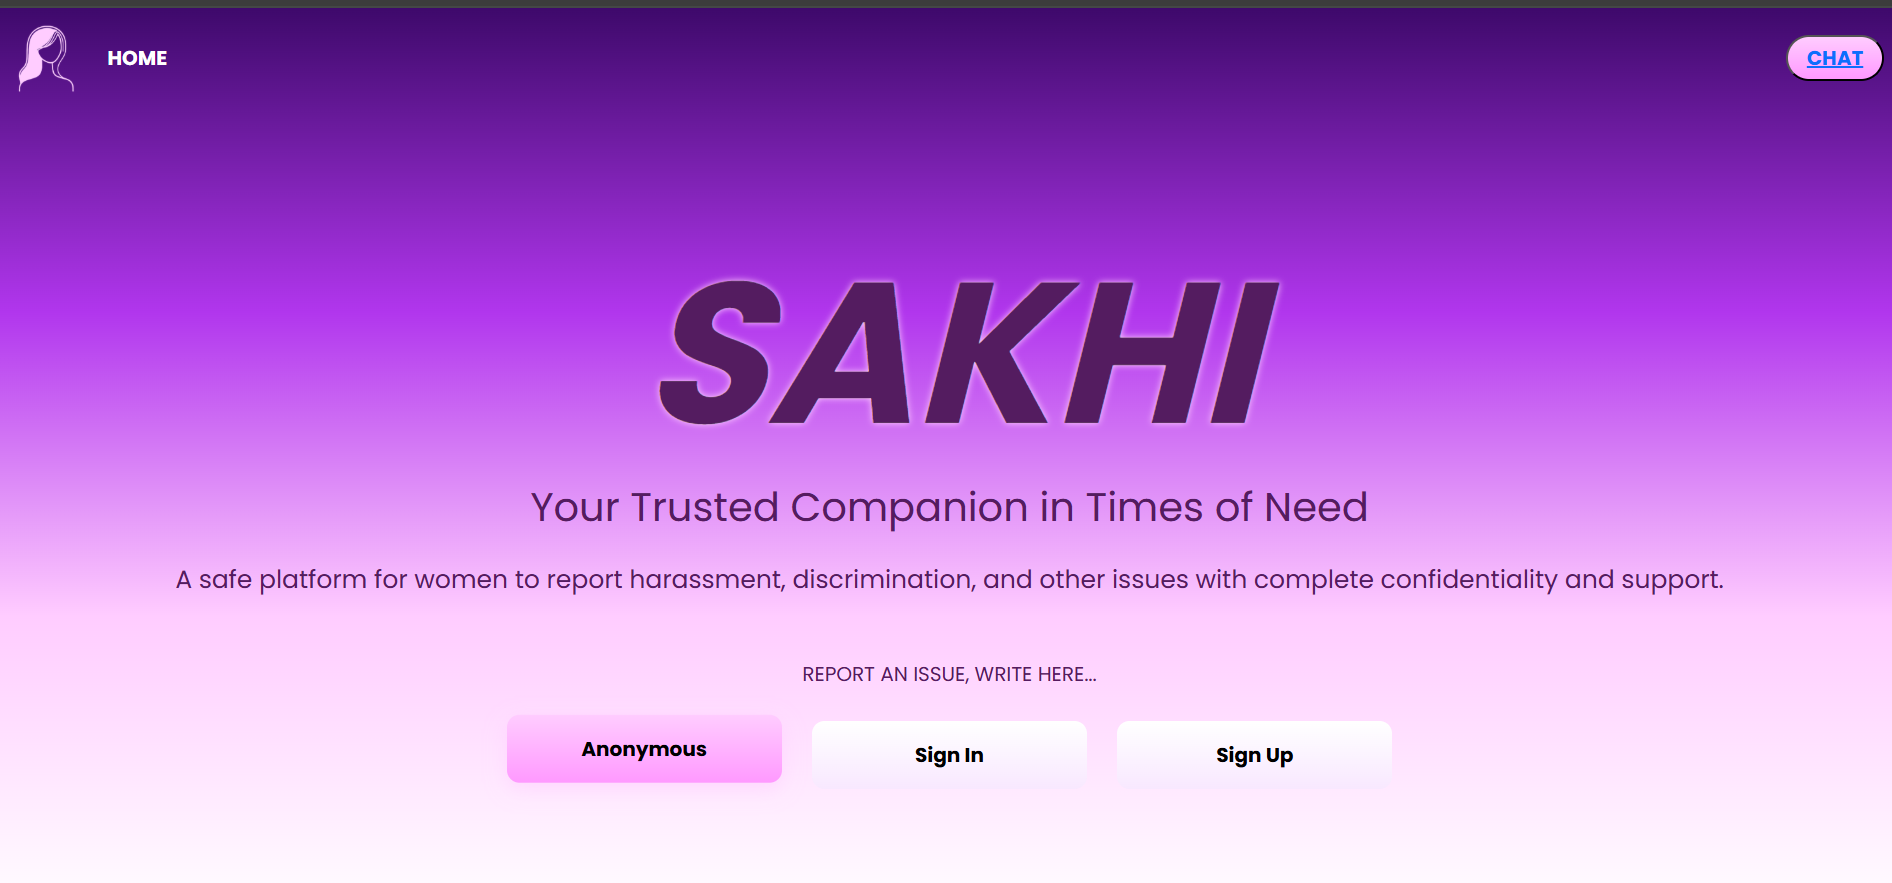 HOME
CHAT
SAKHI
Your Trusted Companion in Times of Need
A safe platform for women to report harassment, discrimination, and other issues with complete confidentiality and support.
REPORT AN ISSUE, WRITE HERE...
Anonymous
Sign In
Sign Up